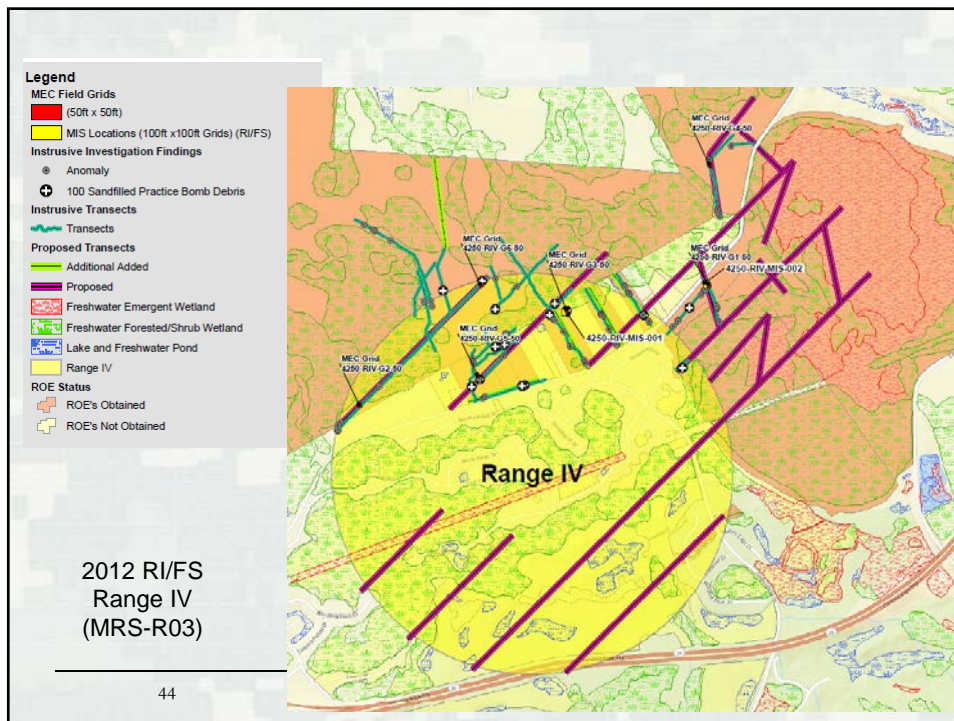 Legend
MEC Field Grids
(50ft x 50ft)
MIS Locations (100ft x100ft Grids) (RI/FS)
Instrusive Investigation Findings
Anomaly
100 Sandfilled Practice Bomb Debris
Instrusive Transects
Transects
Proposed Transects
Additional Added
Proposed
Freshwater Emergent Wetland
Freshwater Forested/Shrub Wetland
Lake and Freshwater Pond
Range IV
ROE Status
ROE's Obtained
ROE's Not Obtained
MEC Grid
4250-RIV-G4-50
MEC Grid
4250-RIV-G6-50
MEC Grid
4250-RIV-G3-50
MEC Grid
4250-RIV-G1-50
4250-RIV-MIS-002
MEC Grid
4250-RIV-G5-50
4250-RIV-MIS-001
MEC Grid
4250-RIV-G2-50
Range IV
2012 RI/FS
Range IV
(MRS-R03)
44